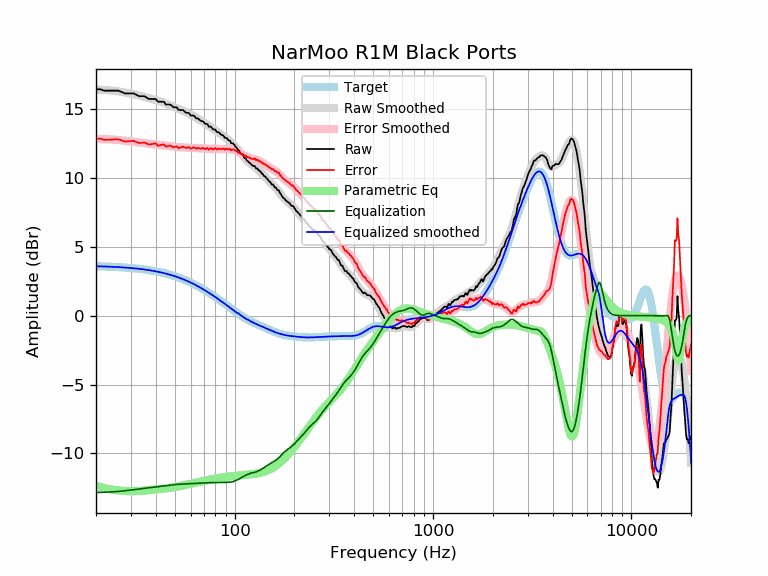 NarMoo R1M Black Ports
Target
Raw Smoothed
Error Smoothed
Raw
Error
Parametric Eq
Equalization
Equalized smoothed
15
10
5
0
−5
−10
Amplitude (dBr)
100
1000
10000
Frequency (Hz)